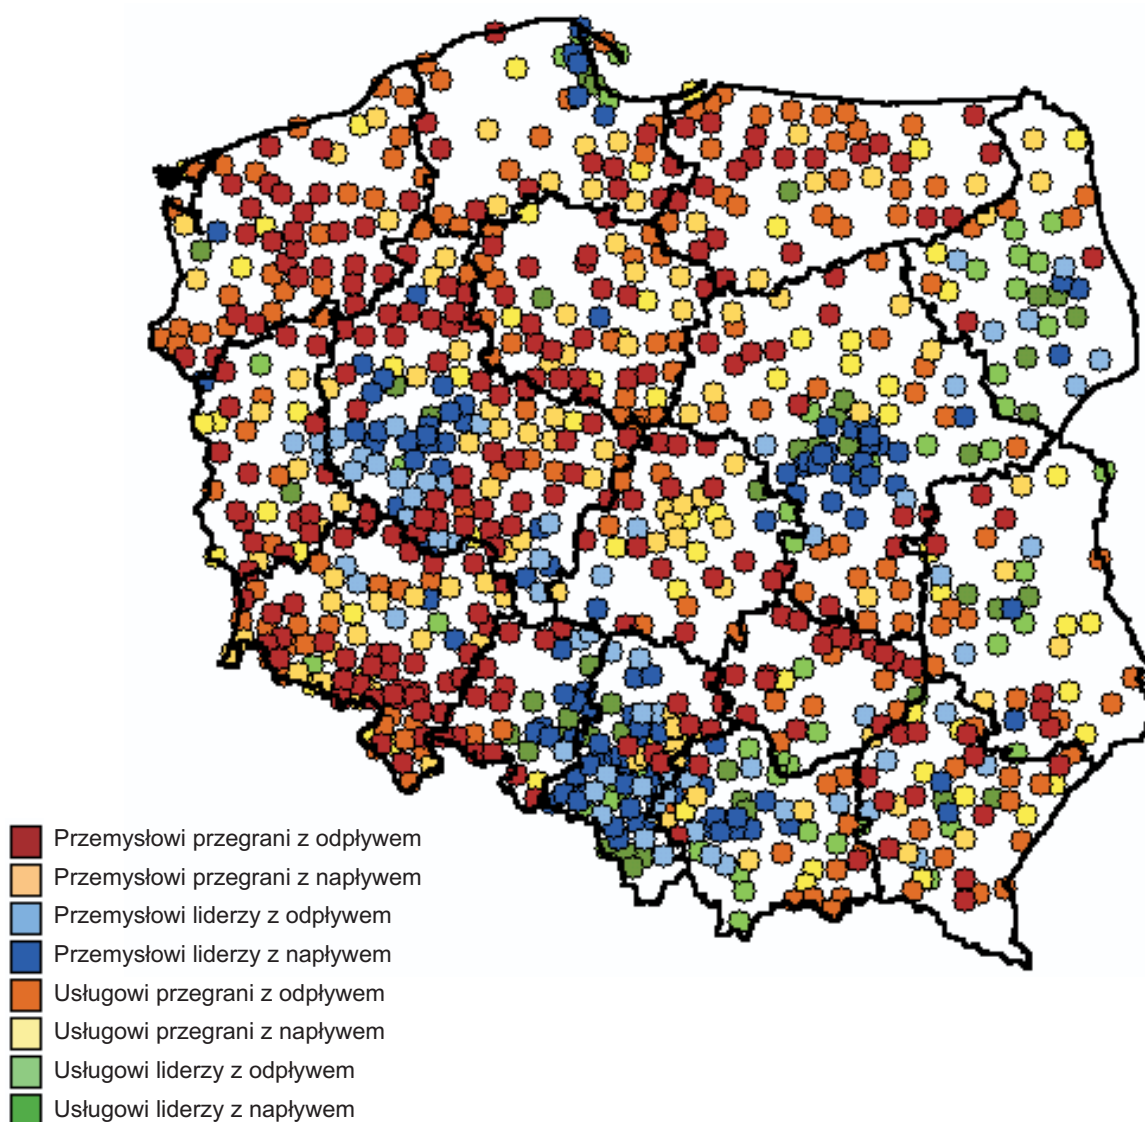 Przemysłowi przegrani z odpływem
Przemysłowi przegrani z napływem
Przemysłowi liderzy z odpływem
Przemysłowi liderzy z napływem
Usługowi przegrani z odpływem
Usługowi przegrani z napływem
Usługowi liderzy z odpływem
Usługowi liderzy z napływem